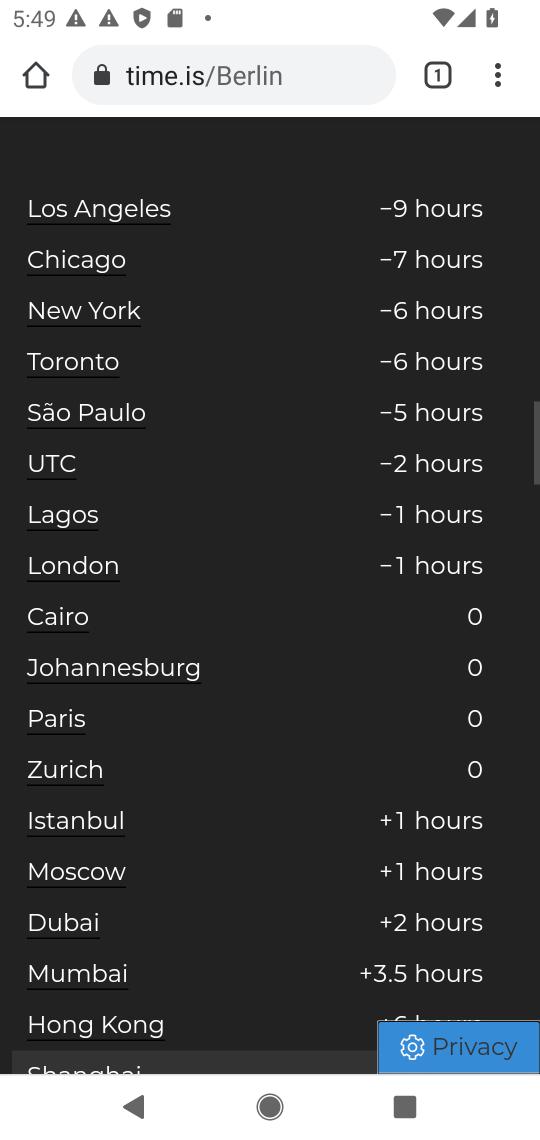 5:49
time.is/Berlin
1
Los Angeles −9 hours
Chicago −7 hours
New York −6 hours
Toronto −6 hours
São Paulo −5 hours
UTC −2 hours
Lagos −1 hours
London −1 hours
Cairo 0
Johannesburg 0
Paris 0
Zurich 0
Istanbul +1 hours
Moscow +1 hours
Dubai +2 hours
Mumbai +3.5 hours
Hong Kong +6 hours
Privacy
Shanghai